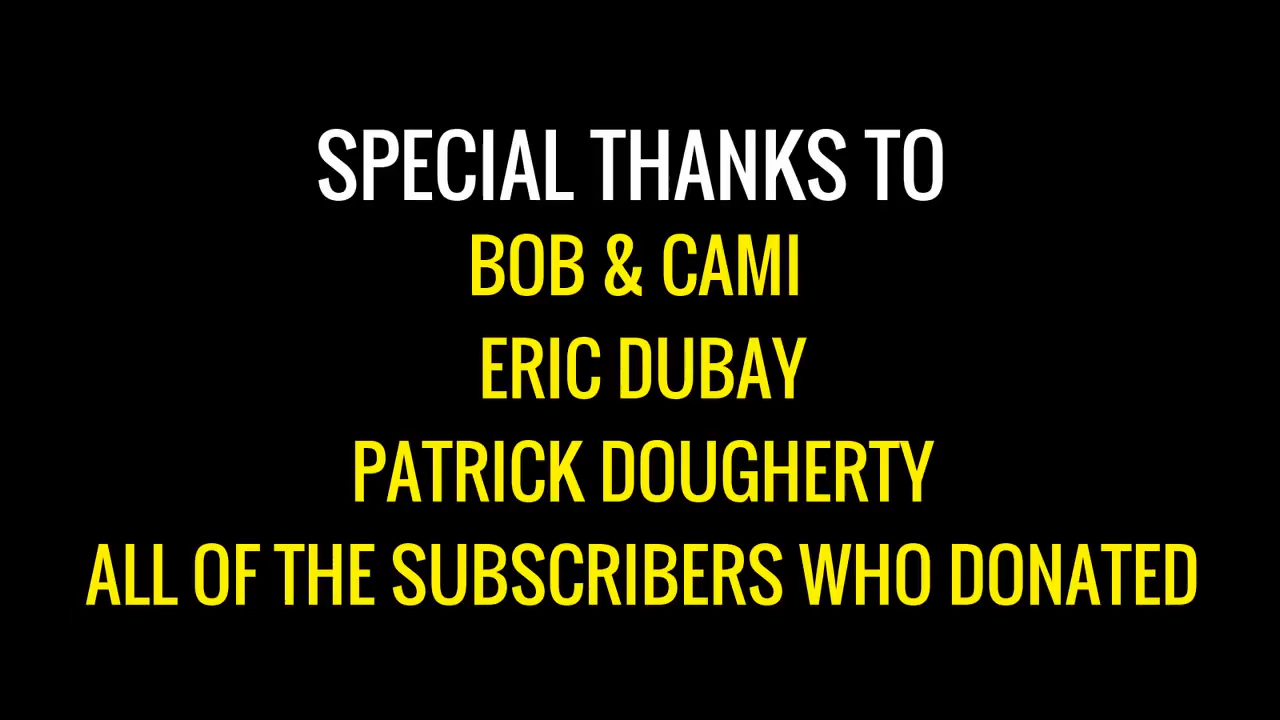 SPECIAL THANKS TO
BOB & CAMI
ERIC DUBAY
PATRICK DOUGHERTY
ALL OF THE SUBSCRIBERS WHO DONATED